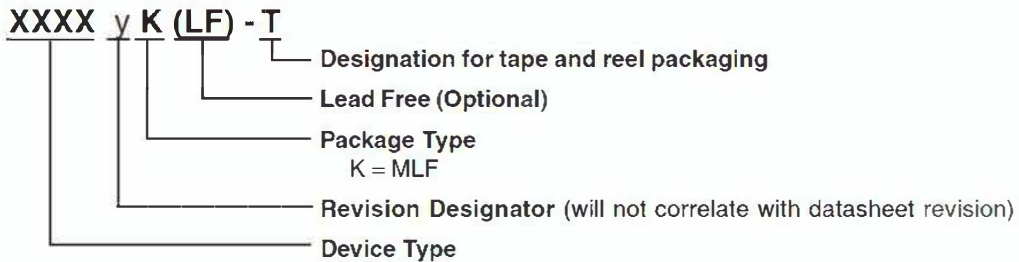 XXXX y K (LF) - T
Designation for tape and reel packaging
Lead Free (Optional)
Package Type
K = MLF
Revision Designator (will not correlate with datasheet revision)
Device Type